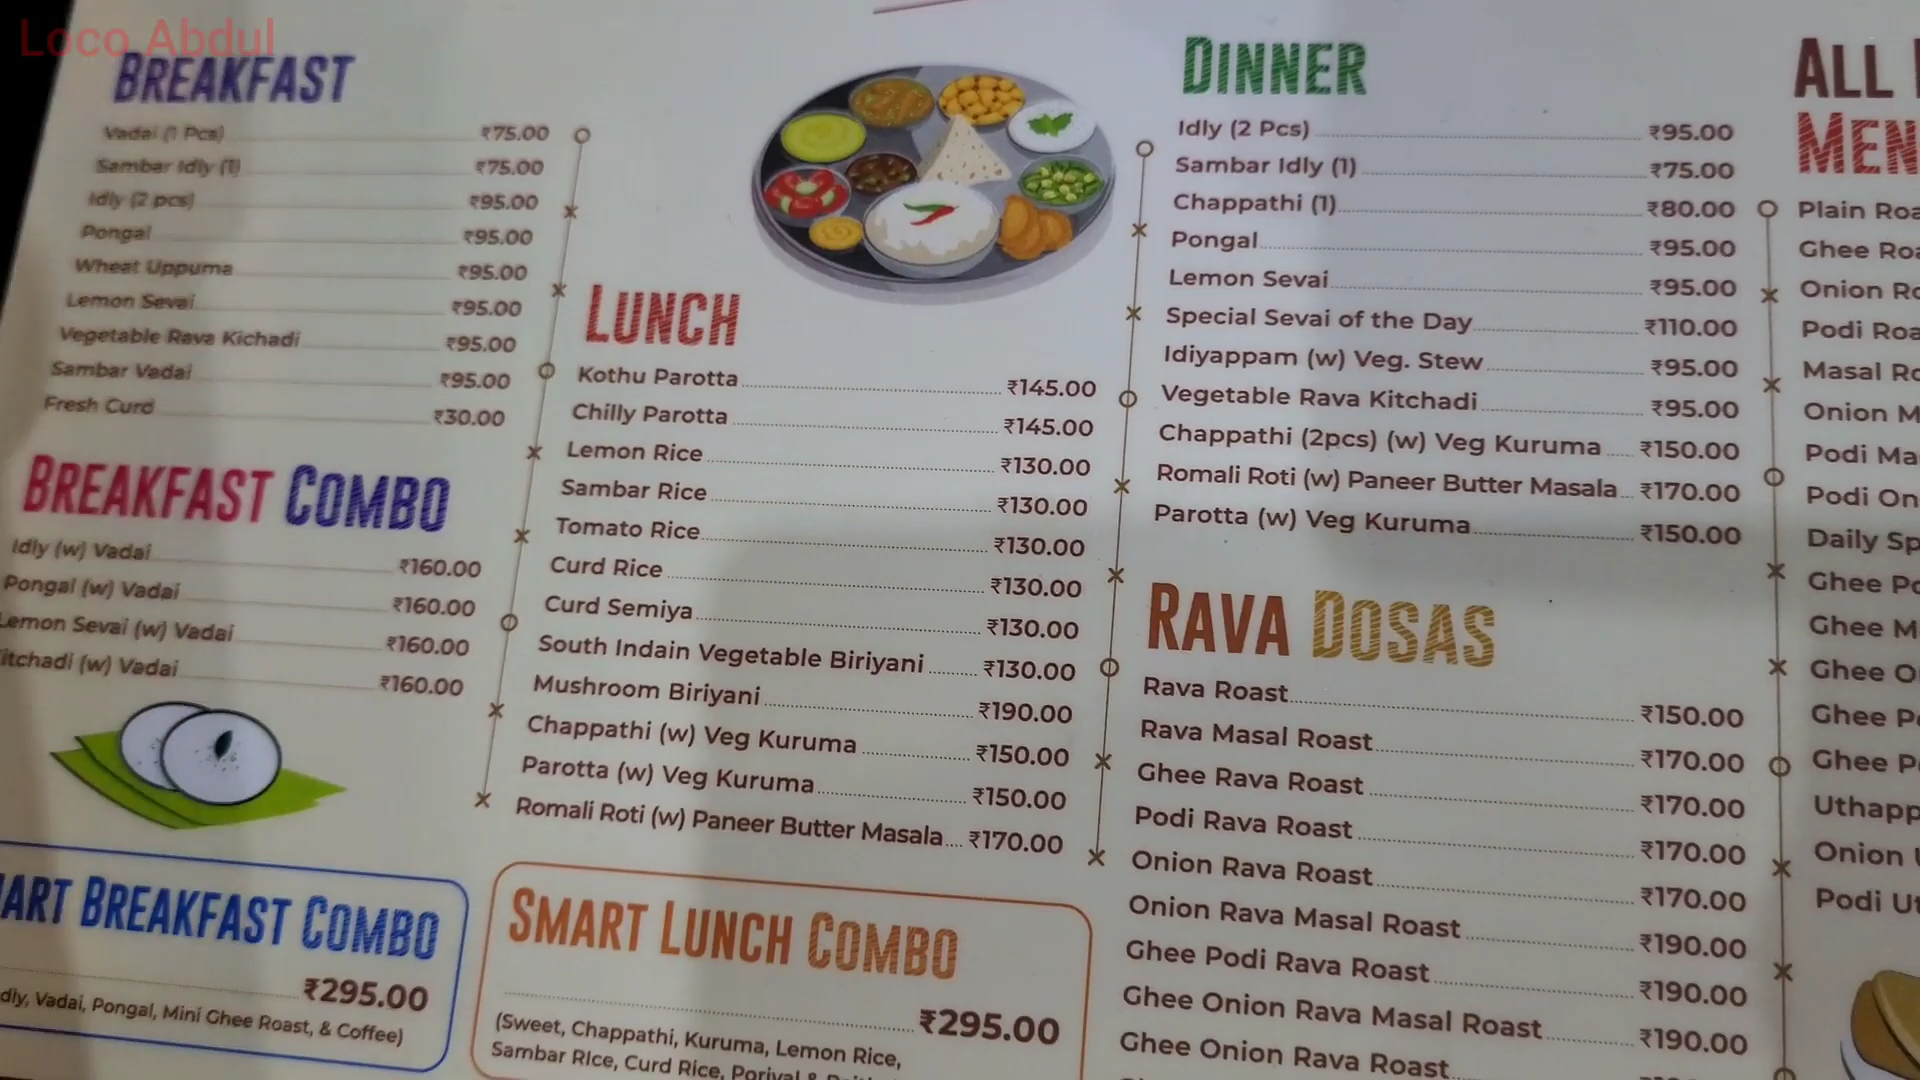 Loco Abdul
BREAKFAST
Vadai (1 Pcs) ₹75.00
Sambar Idly (1) ₹75.00
Idly (2 pcs) ₹95.00
Pongal ₹95.00
Wheat Uppuma ₹95.00
Lemon Sevai ₹95.00
Vegetable Rava Kichadi ₹95.00
Sambar Vadai ₹95.00
Fresh Curd ₹30.00
BREAKFAST COMBO
Idly (w) Vadai ₹160.00
Pongal (w) Vadai ₹160.00
Lemon Sevai (w) Vadai ₹160.00
itchadi (w) Vadai ₹160.00
ART BREAKFAST COMBO
₹295.00
dly, Vadai, Pongal, Mini Ghee Roast, & Coffee)
LUNCH
Kothu Parotta ₹145.00
Chilly Parotta ₹145.00
Lemon Rice ₹130.00
Sambar Rice ₹130.00
Tomato Rice ₹130.00
Curd Rice ₹130.00
Curd Semiya ₹130.00
South Indain Vegetable Biriyani ₹130.00
Mushroom Biriyani ₹190.00
Chappathi (w) Veg Kuruma ₹150.00
Parotta (w) Veg Kuruma ₹150.00
Romali Roti (w) Paneer Butter Masala ₹170.00
SMART LUNCH COMBO
₹295.00
(Sweet, Chappathi, Kuruma, Lemon Rice,
Sambar RIce, Curd Rice, Poriyal &
DINNER
Idly (2 Pcs) ₹95.00
Sambar Idly (1) ₹75.00
Chappathi (1) ₹80.00
Pongal ₹95.00
Lemon Sevai ₹95.00
Special Sevai of the Day ₹110.00
Idiyappam (w) Veg. Stew ₹95.00
Vegetable Rava Kitchadi ₹95.00
Chappathi (2pcs) (w) Veg Kuruma ₹150.00
Romali Roti (w) Paneer Butter Masala ₹170.00
Parotta (w) Veg Kuruma ₹150.00
RAVA DOSAS
Rava Roast ₹150.00
Rava Masal Roast ₹170.00
Ghee Rava Roast ₹170.00
Podi Rava Roast ₹170.00
Onion Rava Roast ₹170.00
Onion Rava Masal Roast ₹190.00
Ghee Podi Rava Roast ₹190.00
Ghee Onion Rava Masal Roast ₹190.00
Ghee Onion Rava Roast
ALL
MEN
Plain Roa
Ghee Roa
Onion Ro
Podi Roa
Masal Ro
Onion M
Podi Ma
Podi On
Daily Sp
Ghee Po
Ghee M
Ghee O
Ghee P
Ghee P
Uthapp
Onion U
Podi Ut